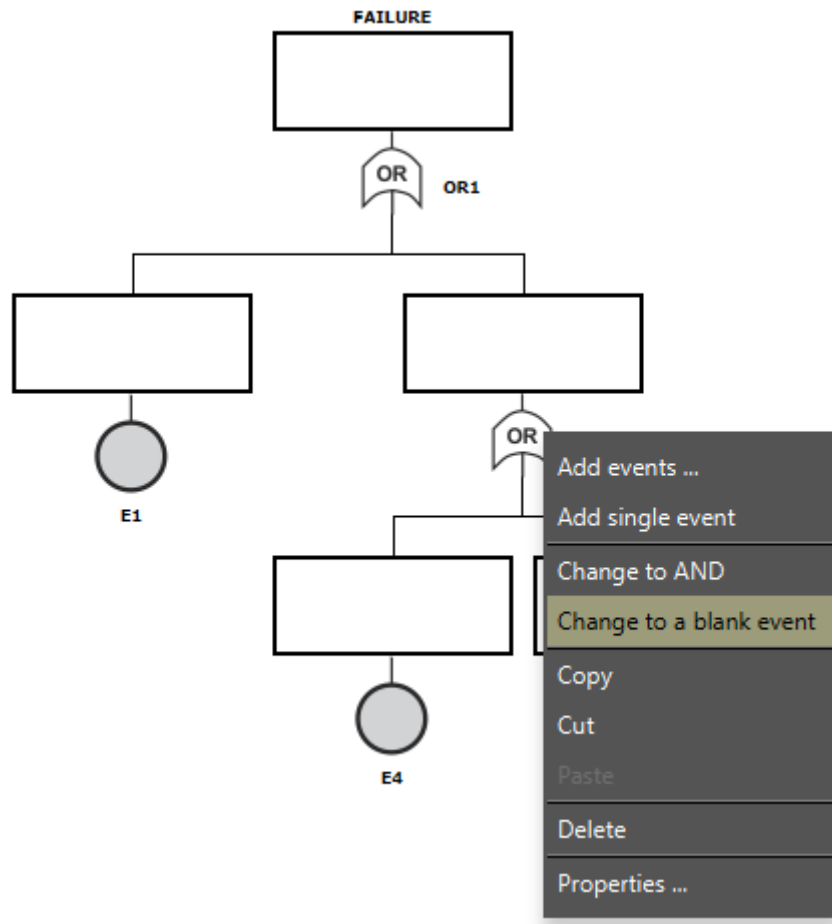 FAILURE
OR
OR1
E1
OR
E4
Add events ...
Add single event
Change to AND
Change to a blank event
Copy
Cut
Paste
Delete
Properties ...